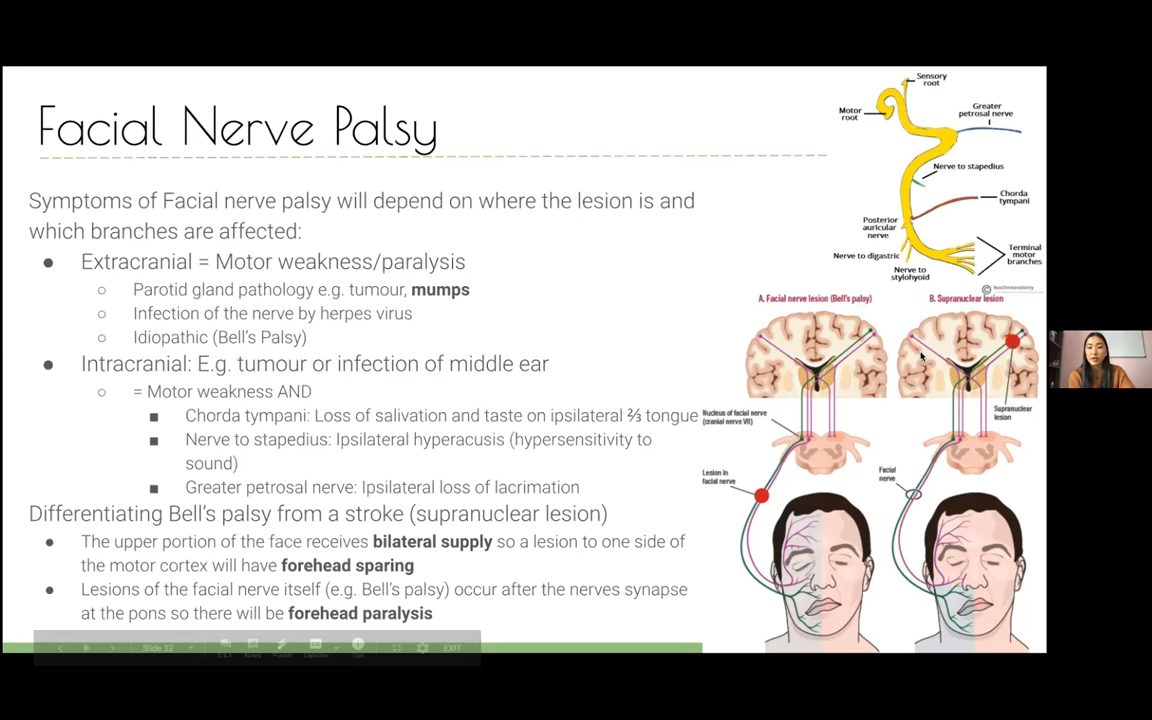 Facial Nerve Palsy
Symptoms of Facial nerve palsy will depend on where the lesion is and
which branches are affected:
● Extracranial = Motor weakness/paralysis
○ Parotid gland pathology e.g. tumour, mumps
○ Infection of the nerve by herpes virus
○ Idiopathic (Bell's Palsy)
● Intracranial: E.g. tumour or infection of middle ear
○ = Motor weakness AND
■ Chorda tympani: Loss of salivation and taste on ipsilateral ⅔ tongue
■ Nerve to stapedius: Ipsilateral hyperacusis (hypersensitivity to
sound)
■ Greater petrosal nerve: Ipsilateral loss of lacrimation
Differentiating Bell's palsy from a stroke (supranuclear lesion)
● The upper portion of the face receives bilateral supply so a lesion to one side of
the motor cortex will have forehead sparing
● Lesions of the facial nerve itself (e.g. Bell's palsy) occur after the nerves synapse
at the pons so there will be forehead paralysis
Sensory
root
Motor
root
Greater
petrosal nerve
Nerve to stapedius
Chorda
tympani
Posterior
auricular
nerve
Nerve to digastric
Nerve to
stylohyoid
Terminal
motor
branches
© teachmeanatomy
A. Facial nerve lesion (Bell's palsy)
B. Supranuclear lesion
Nucleus of facial nerve
(cranial nerve VII)
Supranuclear
lesion
Lesion in
facial nerve
Facial
nerve
Slide 32
EXIT